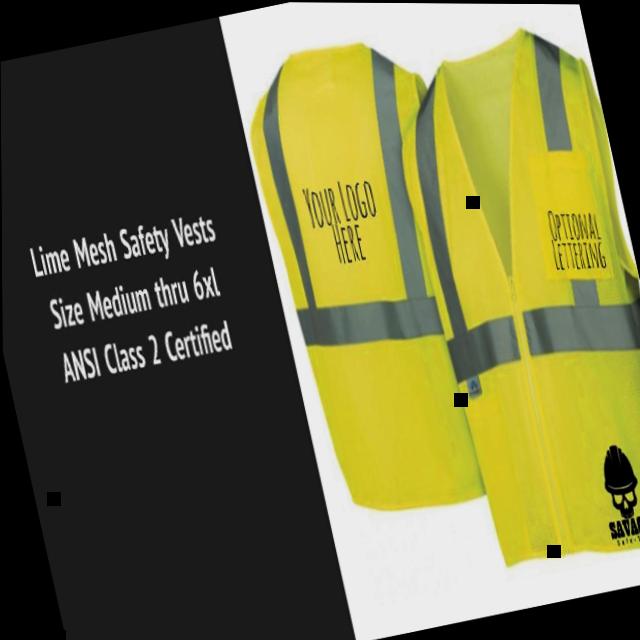 Lime Mesh Safety Vests
Size Medium thru 6xl
ANSI Class 2 Certified
YOUR LOGO
HERE
OPTIONAL
LETTERING